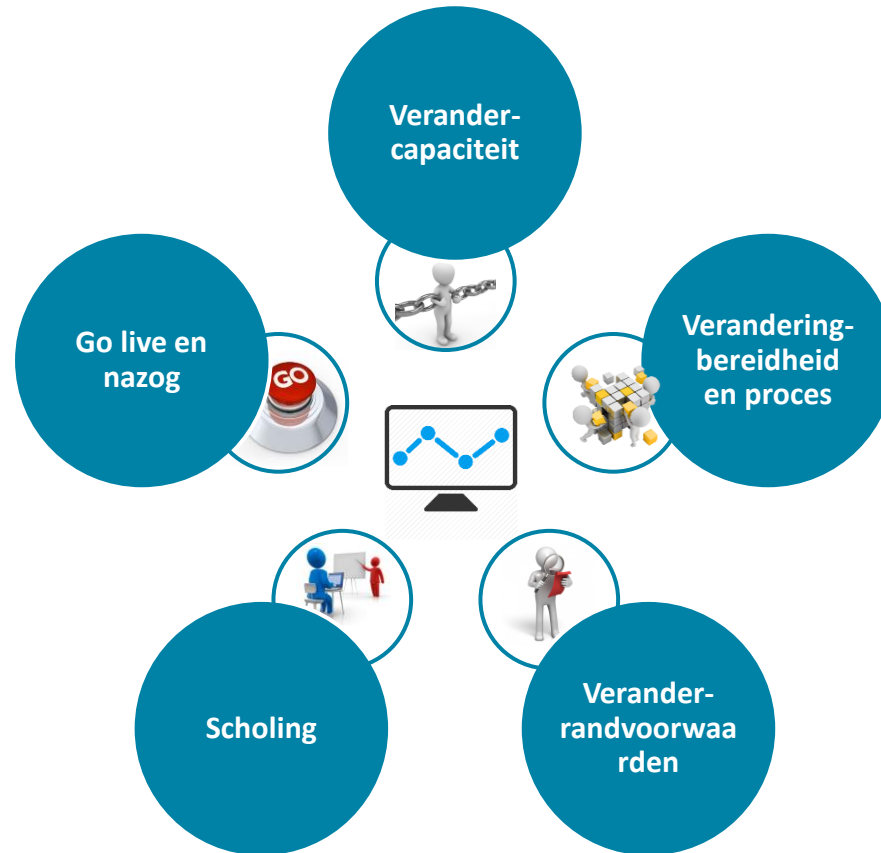 Verander-
capaciteit
Verandering-
bereidheid
en proces
Verander-
randvoorwaa
rden
Scholing
Go live en
nazog
GO